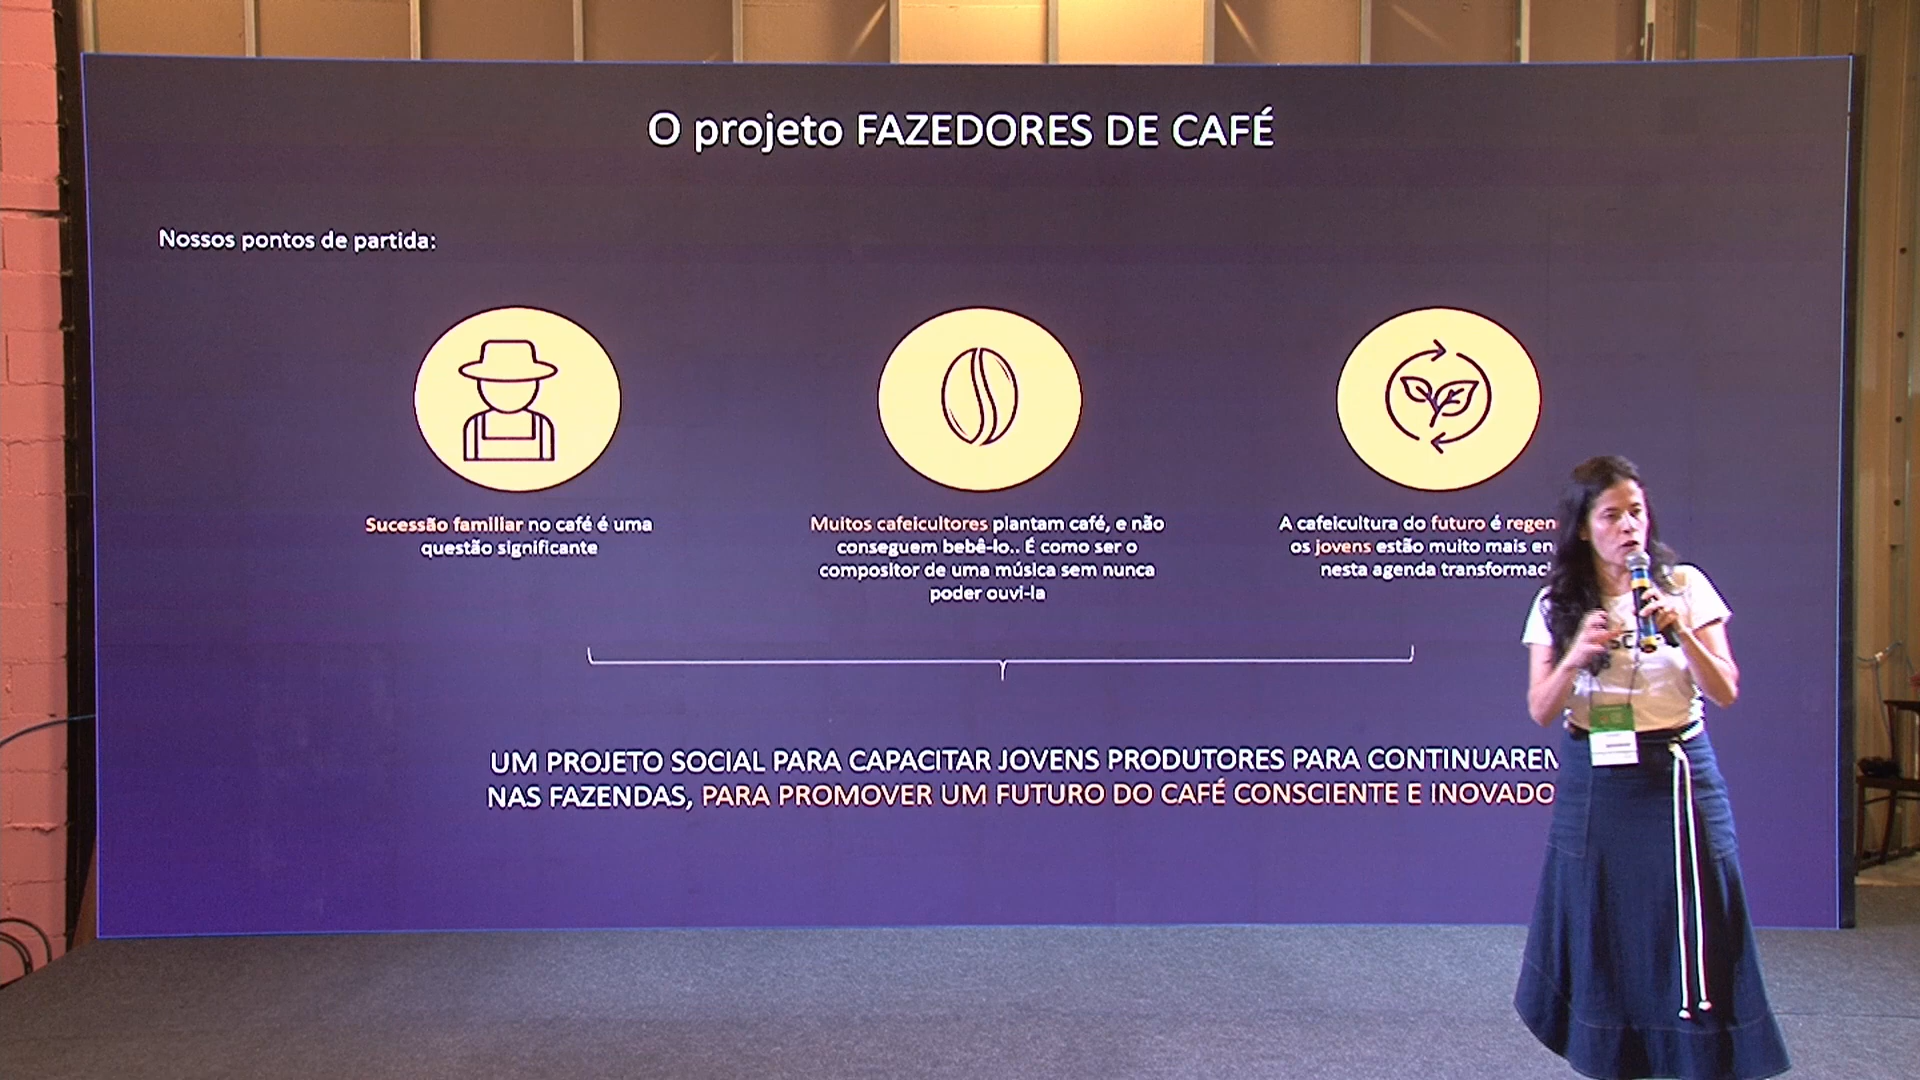 O projeto FAZEDORES DE CAFÉ
Nossos pontos de partida:
Sucessão familiar no café é uma
questão significante
Muitos cafeicultores plantam café, e não
conseguem bebê-lo.. É como ser o
compositor de uma música sem nunca
poder ouvi-la
A cafeicultura do futuro é
os jovens estão muito mais
nesta agenda
UM PROJETO SOCIAL PARA CAPACITAR JOVENS PRODUTORES PARA
NAS FAZENDAS, PARA PROMOVER UM FUTURO DO CAFÉ CONSCIENTE E